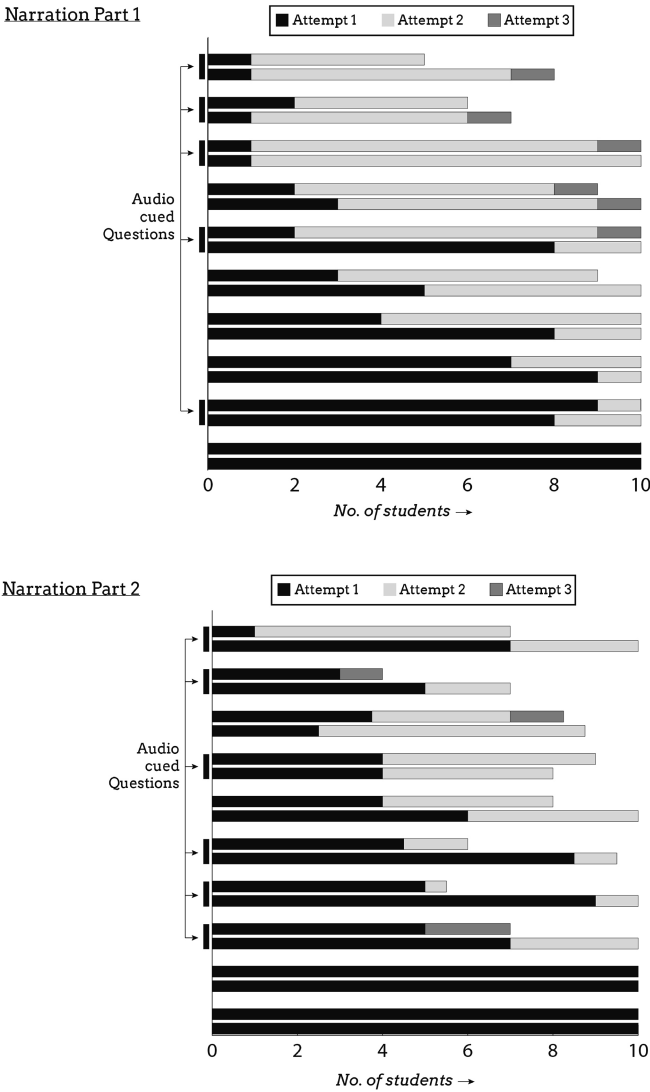 Narration Part 1
Attempt 1 Attempt 2 Attempt 3
Audio
cued
Questions
0 2 4 6 8 10
No. of students →
Narration Part 2
Attempt 1 Attempt 2 Attempt 3
Audio
cued
Questions
0 2 4 6 8 10
No. of students →